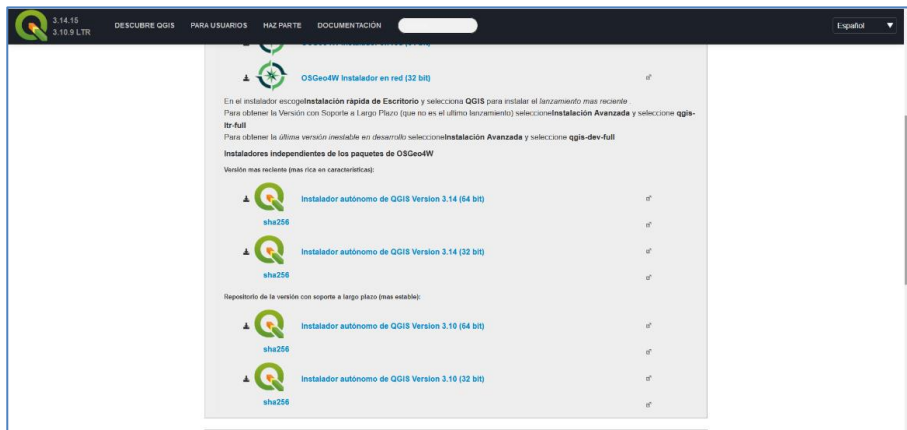 3.14.15
3.10.9 LTR
DESCUBRE QGIS PARA USUARIOS HAZ PARTE DOCUMENTACIÓN
Español
OSGeo4W Instalador en red (32 bit)
En el instalador escogeInstalación rápida de Escritorio y selecciona QGIS para instalar el lanzamiento mas reciente .
Para obtener la Versión con Soporte a Largo Plazo (que no es el ultimo lanzamiento) seleccioneInstalación Avanzada y seleccione qgis-
ltr-full
Para obtener la última versión inestable en desarrollo seleccioneInstalación Avanzada y seleccione qgis-dev-full
Instaladores independientes de los paquetes de OSGeo4W
Versión mas reciente (mas rica en características):
Instalador autónomo de QGIS Version 3.14 (64 bit)
sha256
Instalador autónomo de QGIS Version 3.14 (32 bit)
sha256
Repositorio de la versión con soporte a largo plazo (mas estable):
Instalador autónomo de QGIS Version 3.10 (64 bit)
sha256
Instalador autónomo de QGIS Version 3.10 (32 bit)
sha256